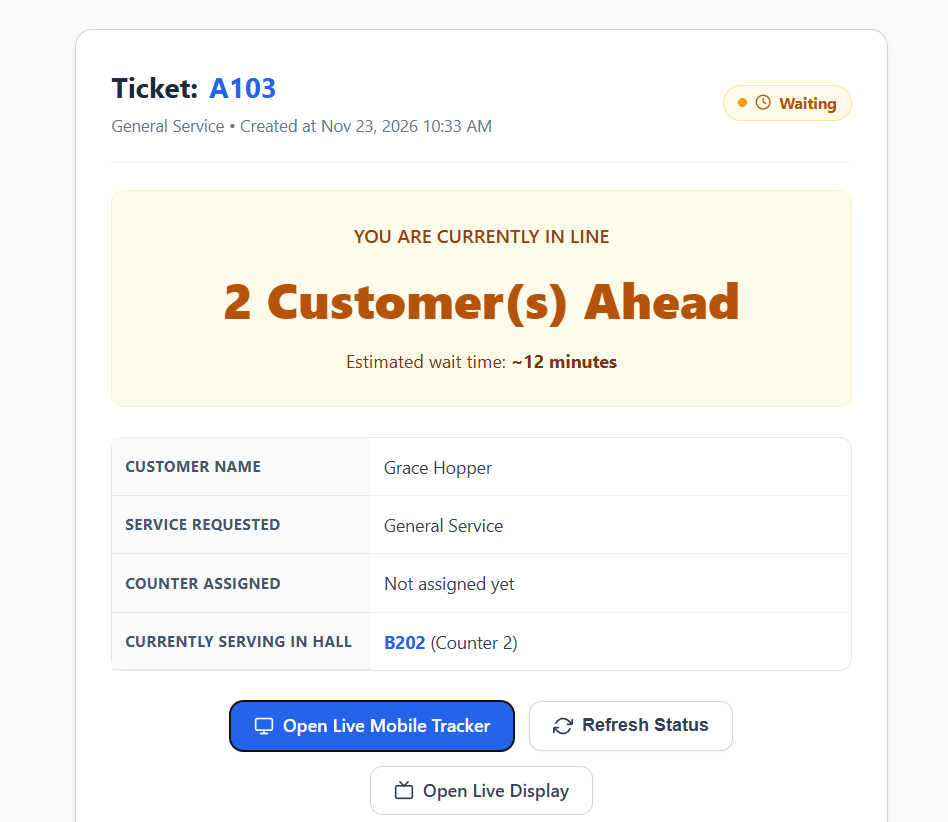 Ticket: A103
General Service • Created at Nov 23, 2026 10:33 AM
Waiting
YOU ARE CURRENTLY IN LINE
2 Customer(s) Ahead
Estimated wait time: ~12 minutes
CUSTOMER NAME Grace Hopper
SERVICE REQUESTED General Service
COUNTER ASSIGNED Not assigned yet
CURRENTLY SERVING IN HALL B202 (Counter 2)
Open Live Mobile Tracker Refresh Status
Open Live Display